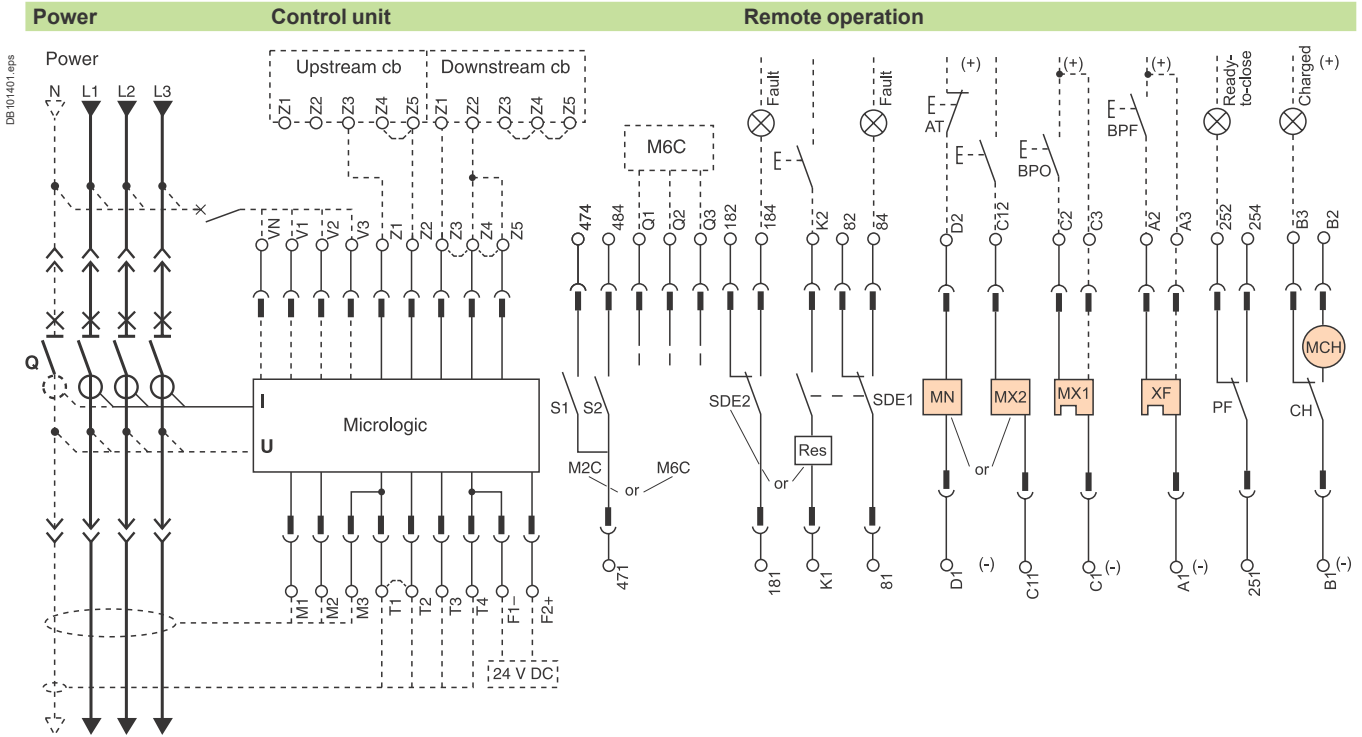 Power Control unit Remote operation
DB101401.eps
Power
N L1 L2 L3
Upstream cb Downstream cb
Z1 Z2 Z3 Z4 Z5 Z1 Z2 Z3 Z4 Z5
M6C
Fault
Fault
(+)
(+)
(+)
Ready-
to-close
Charged
(+)
AT
BPO
BPF
VN V1 V2 V3 Z1 Z2 Z3 Z4 Z5
474 484 Q1 Q2 Q3 182 184 K2 82 84 D2 C12 C2 C3 A2 A3 252 254 B3 B2
Q
I
U
Micrologic
S1 S2
SDE2
SDE1
MN MX2 MX1 XF
PF
CH
MCH
Res
M2C or M6C
or
or
471
181 K1 81 D1 (-) C11 C1 (-) A1 (-) 251 B1 (-)
M1 M2 M3 T1 T2 T3 T4 F1– F2+
24 V DC